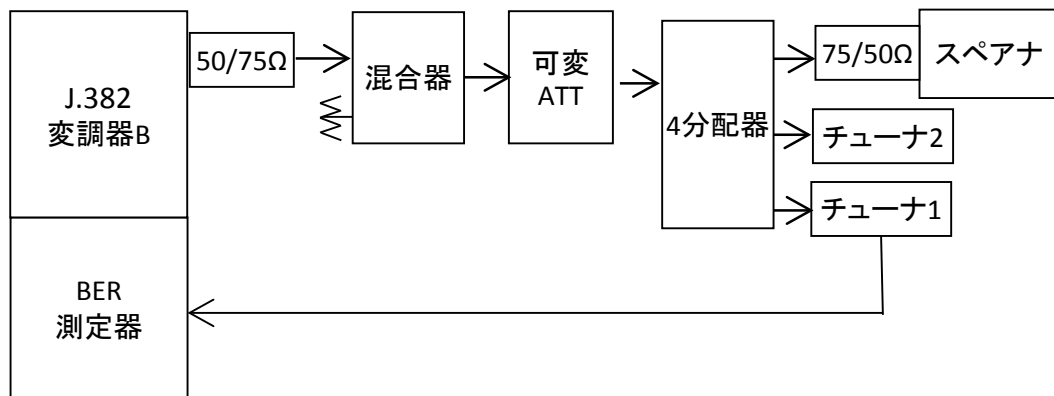 J.382
変調器B
50/75Ω
混合器
可変
ATT
4分配器
75/50Ω
スペアナ
チューナ2
チューナ1
BER
測定器